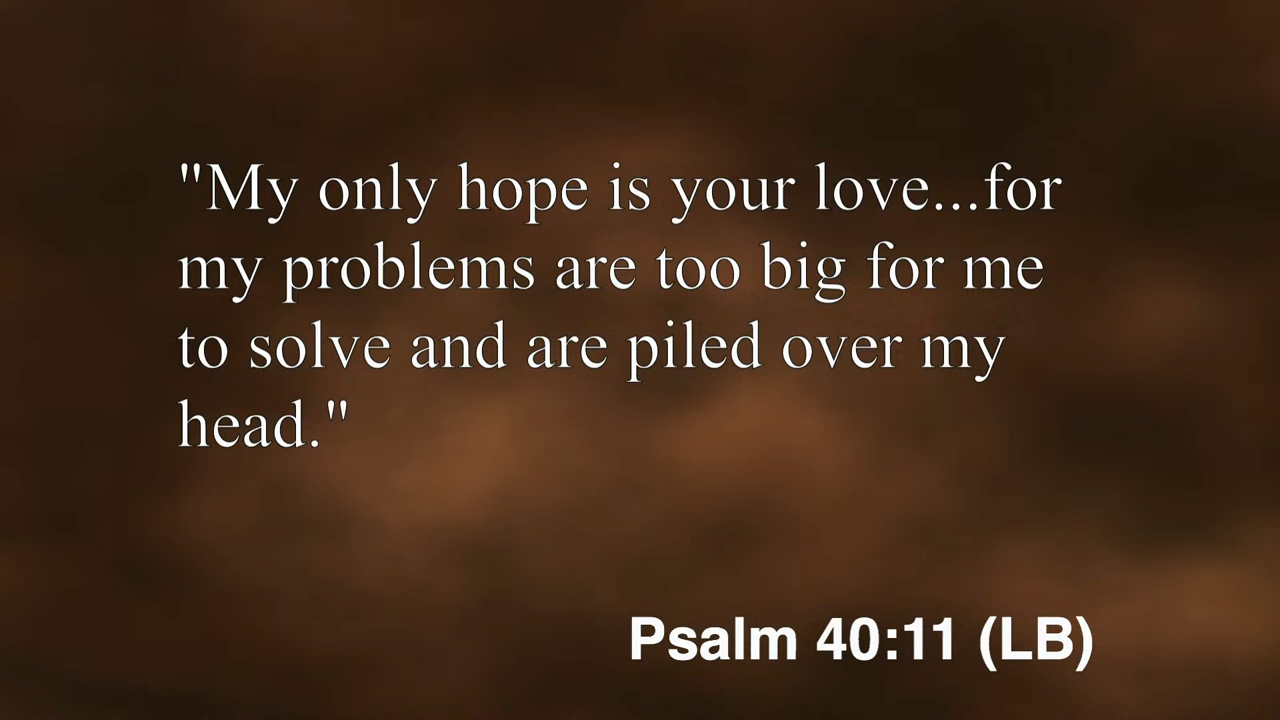 "My only hope is your love...for
my problems are too big for me
to solve and are piled over my
head."
Psalm 40:11 (LB)